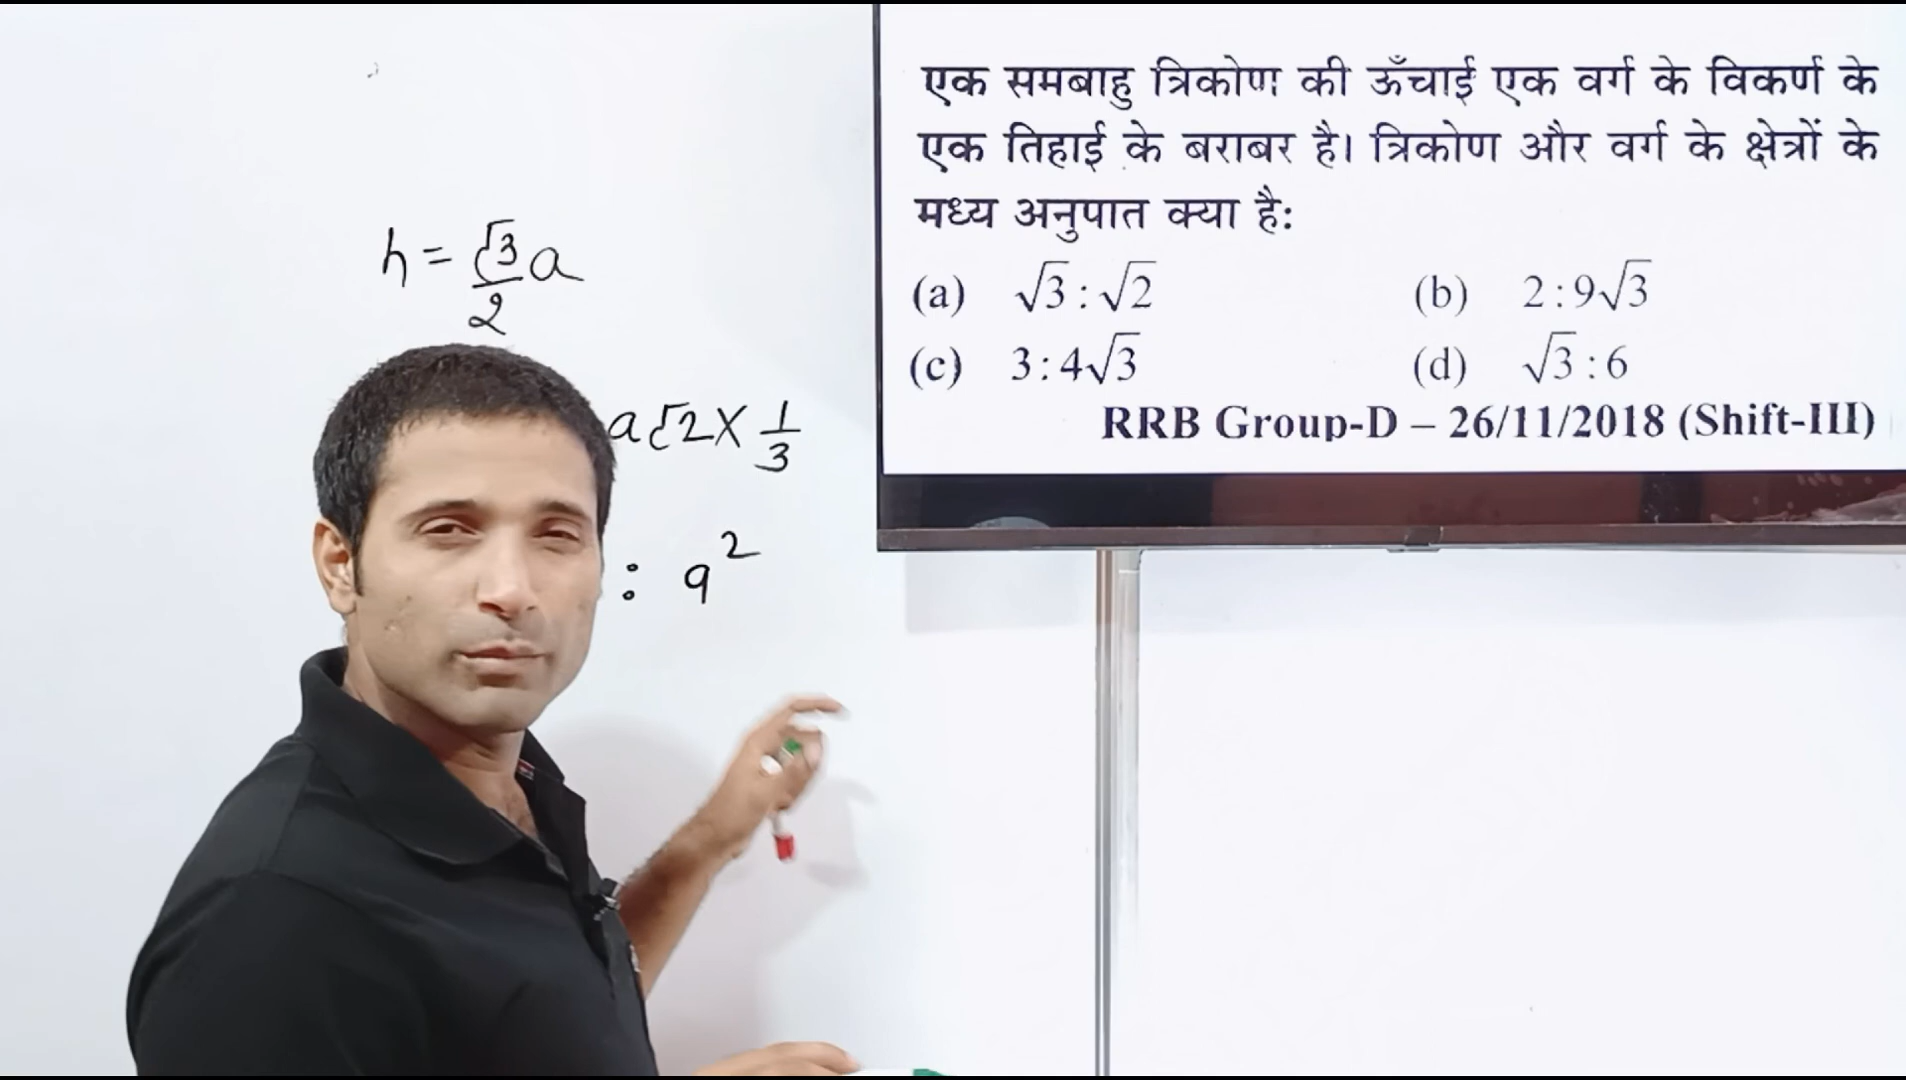 एक समबाहु त्रिकोण की ऊँचाई एक वर्ग के विकर्ण के
एक तिहाई के बराबर है। त्रिकोण और वर्ग के क्षेत्रों के
मध्य अनुपात क्या है:
(a) √3 : √2 (b) 2 : 9√3
(c) 3 : 4√3 (d) √3 : 6
RRB Group-D – 26/11/2018 (Shift-III)
h = √3/2 a
a√2 × 1/3
: a²